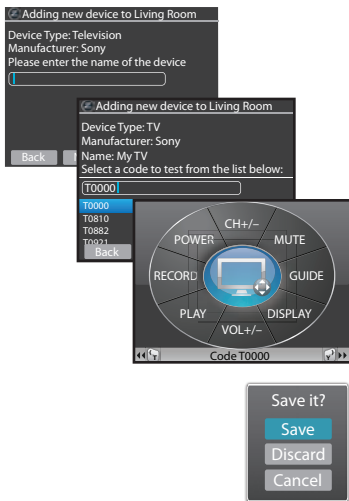 Adding new device to Living Room
Device Type: Television
Manufacturer: Sony
Please enter the name of the device
Back
Adding new device to Living Room
Device Type: TV
Manufacturer: Sony
Name: My TV
Select a code to test from the list below:
T0000
T0000
T0810
T0882
T0921
Back
CH+/–
POWER
MUTE
RECORD
GUIDE
PLAY
DISPLAY
VOL+/–
Code T0000
Save it?
Save
Discard
Cancel